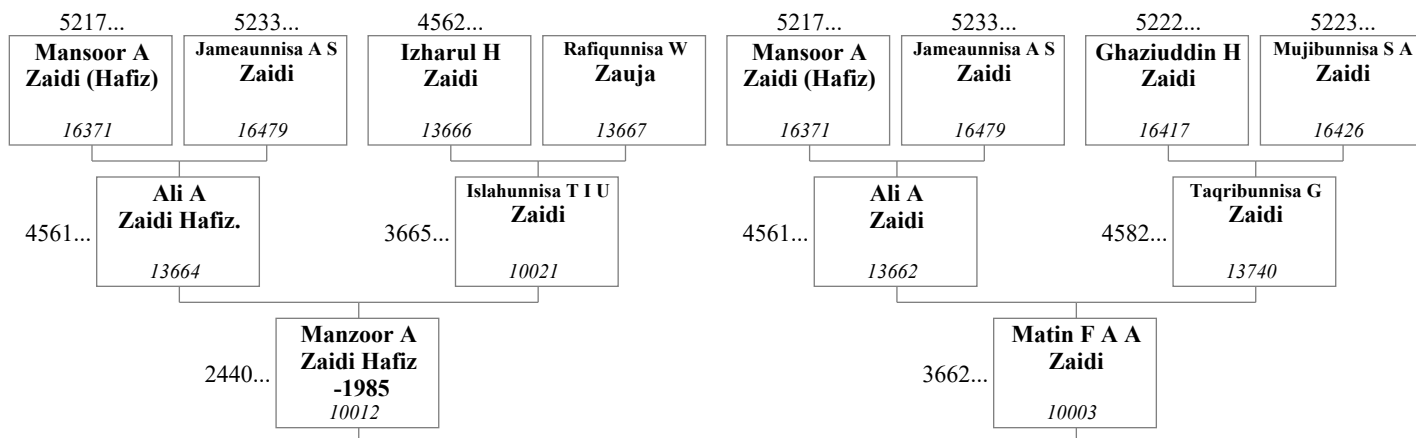 5217...
5233...
4562...
5217...
5233...
5222...
5223...
Mansoor A
Zaidi (Hafiz)
16371
Jameaunnisa A S
Zaidi
16479
Izharul H
Zaidi
13666
Rafiqunnisa W
Zauja
13667
Mansoor A
Zaidi (Hafiz)
16371
Jameaunnisa A S
Zaidi
16479
Ghaziuddin H
Zaidi
16417
Mujibunnisa S A
Zaidi
16426
4561...
Ali A
Zaidi Hafiz.
13664
3665...
Islahunnisa T I U
Zaidi
10021
4561...
Ali A
Zaidi
13662
4582...
Taqribunnisa G
Zaidi
13740
2440...
Manzoor A
Zaidi Hafiz
-1985
10012
3662...
Matin F A A
Zaidi
10003